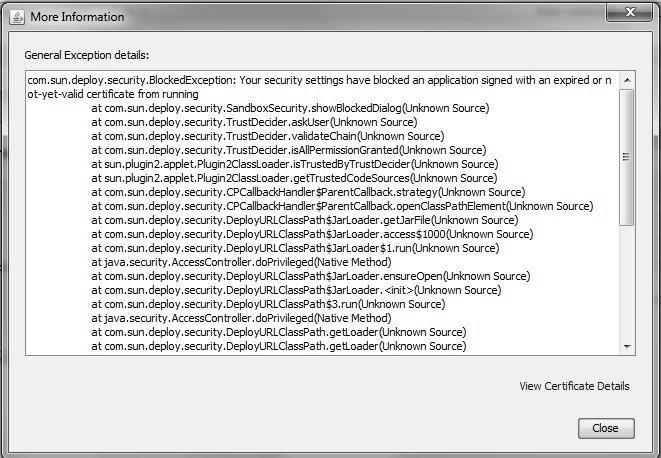 More Information
General Exception details:
com.sun.deploy.security.BlockedException: Your security settings have blocked an application signed with an expired or n
ot-yet-valid certificate from running
at com.sun.deploy.security.SandboxSecurity.showBlockedDialog(Unknown Source)
at com.sun.deploy.security.TrustDecider.askUser(Unknown Source)
at com.sun.deploy.security.TrustDecider.validateChain(Unknown Source)
at com.sun.deploy.security.TrustDecider.isAllPermissionGranted(Unknown Source)
at sun.plugin2.applet.Plugin2ClassLoader.isTrustedByTrustDecider(Unknown Source)
at sun.plugin2.applet.Plugin2ClassLoader.getTrustedCodeSources(Unknown Source)
at com.sun.deploy.security.CPCallbackHandler$ParentCallback.strategy(Unknown Source)
at com.sun.deploy.security.CPCallbackHandler$ParentCallback.openClassPathElement(Unknown Source)
at com.sun.deploy.security.DeployURLClassPath$JarLoader.getJarFile(Unknown Source)
at com.sun.deploy.security.DeployURLClassPath$JarLoader.access$1000(Unknown Source)
at com.sun.deploy.security.DeployURLClassPath$JarLoader$1.run(Unknown Source)
at java.security.AccessController.doPrivileged(Native Method)
at com.sun.deploy.security.DeployURLClassPath$JarLoader.ensureOpen(Unknown Source)
at com.sun.deploy.security.DeployURLClassPath$JarLoader.<init>(Unknown Source)
at com.sun.deploy.security.DeployURLClassPath$3.run(Unknown Source)
at java.security.AccessController.doPrivileged(Native Method)
at com.sun.deploy.security.DeployURLClassPath.getLoader(Unknown Source)
at com.sun.deploy.security.DeployURLClassPath.getLoader(Unknown Source)
View Certificate Details
Close